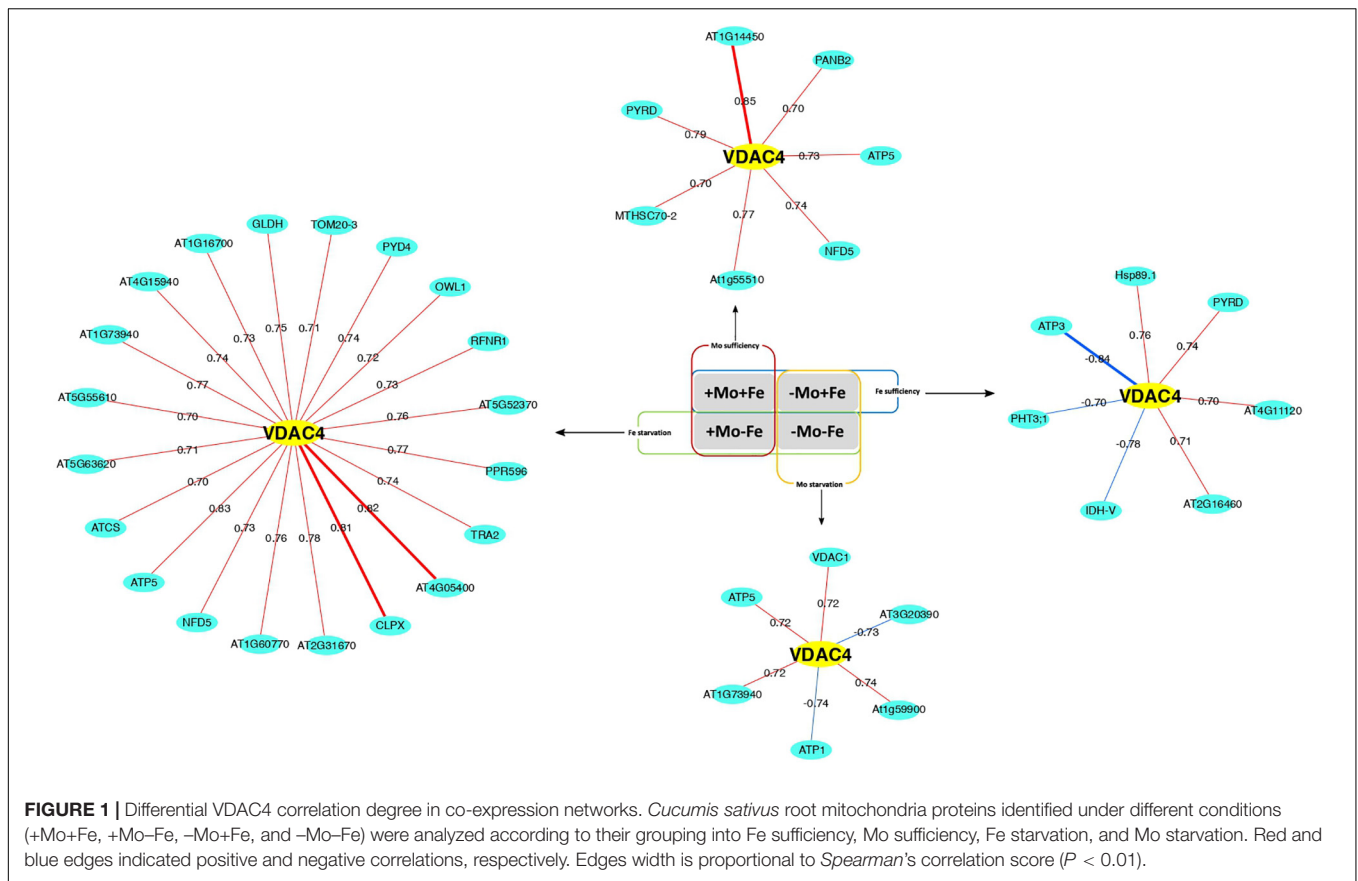 AT1G14450
PANB2
0.85
0.70
PYRD
0.79
VDAC4
0.73
ATP5
0.70
MTHSC70-2
0.77
0.74
NFD5
At1g55510
GLDH
TOM20-3
AT1G16700
PYD4
AT4G15940
OWL1
AT1G73940
RFNR1
0.73
0.75
0.71
0.74
0.74
0.72
0.77
0.73
AT5G55610
0.70
0.76
AT5G52370
VDAC4
0.71
0.77
AT5G63620
PPR596
0.70
0.74
ATCS
0.83
0.73
0.76
0.78
0.81
0.82
TRA2
ATP5
AT4G05400
NFD5
CLPX
AT1G60770
AT2G31670
Mo sufficiency
+Mo+Fe
-Mo+Fe
Fe sufficiency
Fe starvation
+Mo-Fe
-Mo-Fe
Mo starvation
Hsp89.1
PYRD
ATP3
0.76
0.74
-0.84
VDAC4
PHT3;1
-0.70
0.70
AT4G11120
-0.78
0.71
AT2G16460
IDH-V
VDAC1
ATP5
AT3G20390
0.72
0.72
-0.73
VDAC4
0.72
0.74
AT1G73940
-0.74
At1g59900
ATP1
FIGURE 1 | Differential VDAC4 correlation degree in co-expression networks. Cucumis sativus root mitochondria proteins identified under different conditions
(+Mo+Fe, +Mo–Fe, –Mo+Fe, and –Mo–Fe) were analyzed according to their grouping into Fe sufficiency, Mo sufficiency, Fe starvation, and Mo starvation. Red and
blue edges indicated positive and negative correlations, respectively. Edges width is proportional to Spearman's correlation score (P < 0.01).